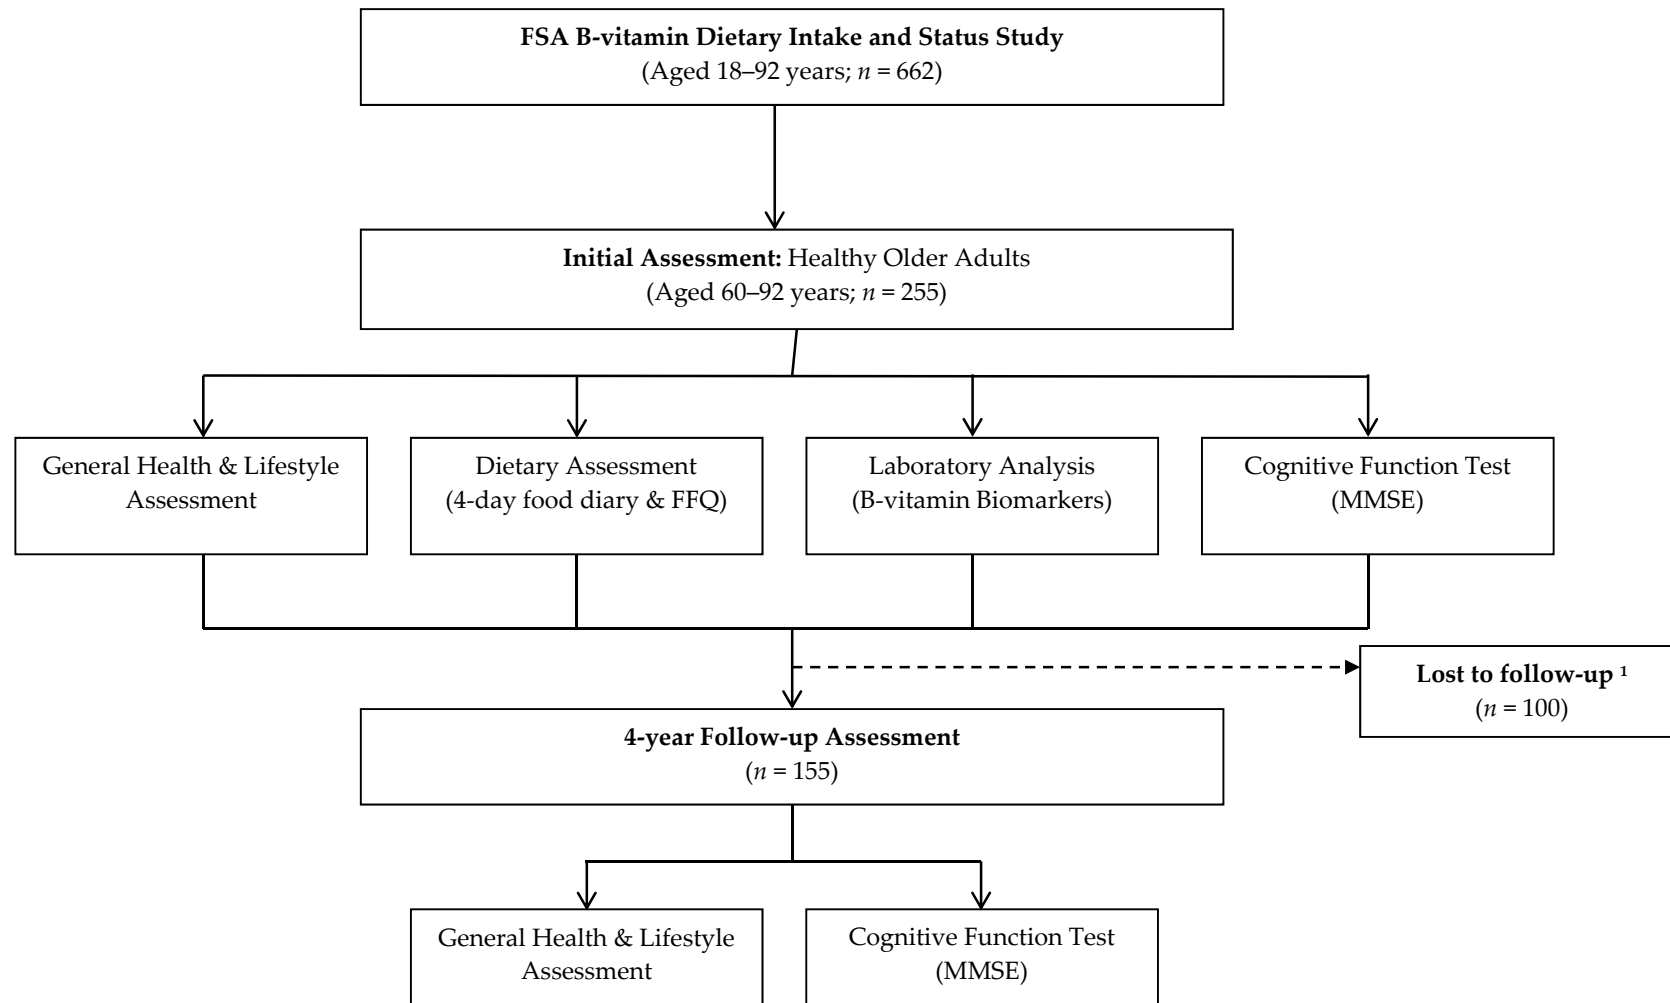 FSA B-vitamin Dietary Intake and Status Study
(Aged 18–92 years; n = 662)
Initial Assessment: Healthy Older Adults
(Aged 60–92 years; n = 255)
General Health & Lifestyle
Assessment
Dietary Assessment
(4-day food diary & FFQ)
Laboratory Analysis
(B-vitamin Biomarkers)
Cognitive Function Test
(MMSE)
Lost to follow-up ¹
(n = 100)
4-year Follow-up Assessment
(n = 155)
General Health & Lifestyle
Assessment
Cognitive Function Test
(MMSE)